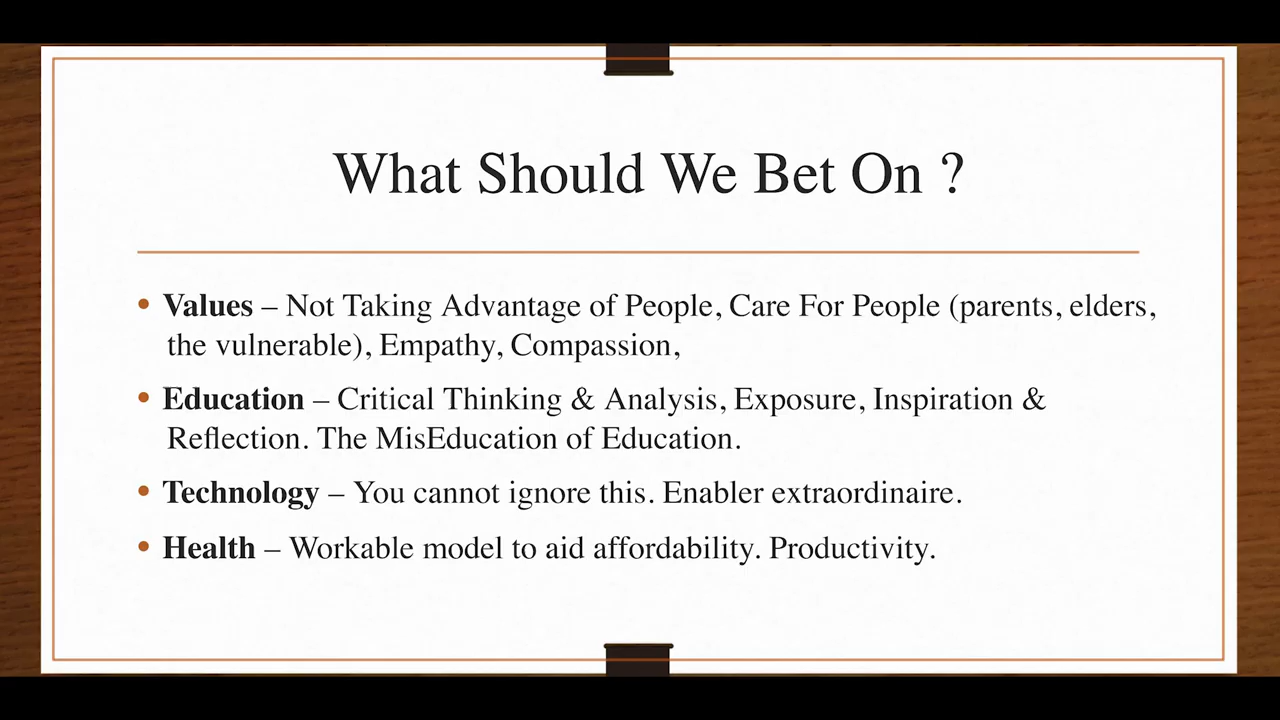 What Should We Bet On ?
• Values – Not Taking Advantage of People, Care For People (parents, elders,
the vulnerable), Empathy, Compassion,
• Education – Critical Thinking & Analysis, Exposure, Inspiration &
Reflection. The MisEducation of Education.
• Technology – You cannot ignore this. Enabler extraordinaire.
• Health – Workable model to aid affordability. Productivity.